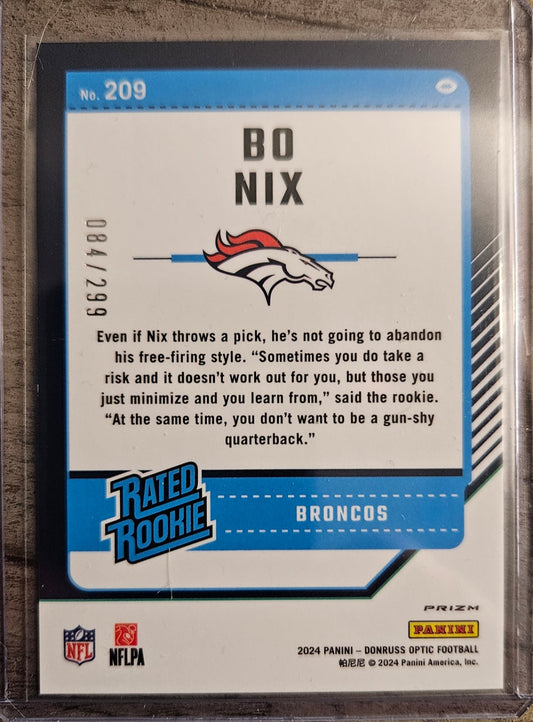 No. 209
BO
NIX
084/299
Even if Nix throws a pick, he's not going to abandon
his free-firing style. “Sometimes you do take a
risk and it doesn't work out for you, but those you
just minimize and you learn from,” said the rookie.
“At the same time, you don't want to be a gun-shy
quarterback.”
RATED
ROOKIE
BRONCOS
PRIZM
PANINI
NFL
NFLPA
2024 PANINI – DONRUSS OPTIC FOOTBALL
帕尼尼 © 2024 Panini America, Inc.